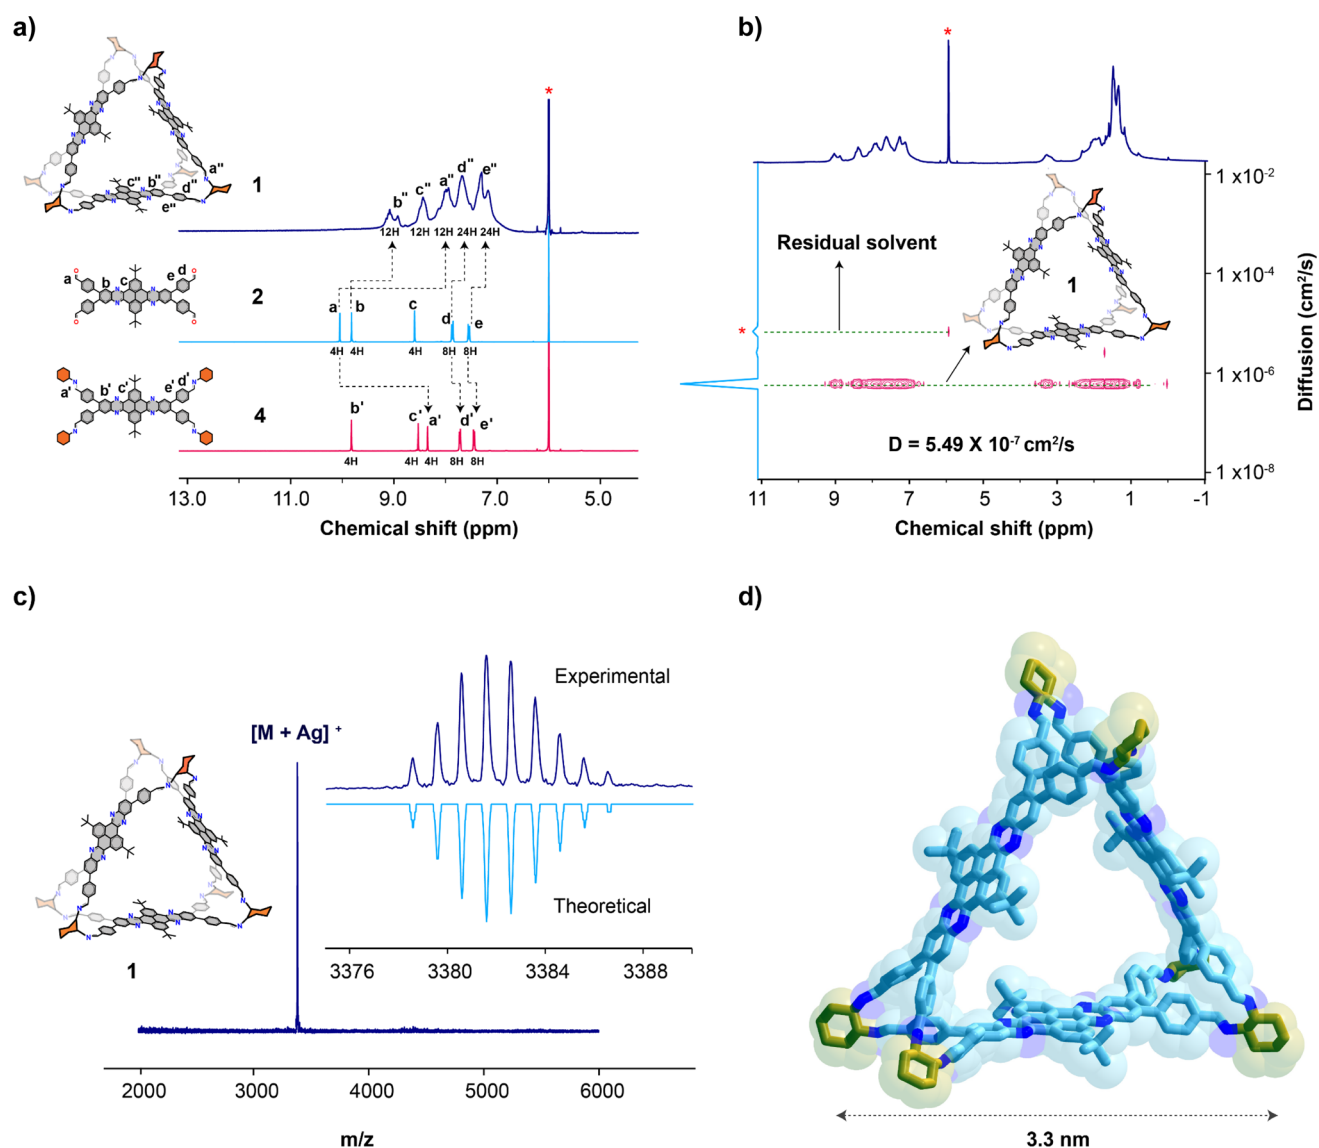 a)
1
a''
b''
c''
d''
e''
*
b''
c''
a''
d''
e''
12H 12H 12H 24H 24H
2
a
b
c
d
e
a b c d e
4H 4H 4H 8H 8H
4
a'
b'
c'
d'
e'
b' c' a' d' e'
4H 4H 4H 8H 8H
13.0 11.0 9.0 7.0 5.0
Chemical shift (ppm)
b)
*
Residual solvent
1
*
D = 5.49 X 10-7 cm2/s
1 x10-2
1 x10-4
1 x10-6
1 x10-8
Diffusion (cm2/s)
11 9 7 5 3 1 -1
Chemical shift (ppm)
c)
1
[M + Ag] +
Experimental
Theoretical
3376 3380 3384 3388
2000 3000 4000 5000 6000
m/z
d)
3.3 nm